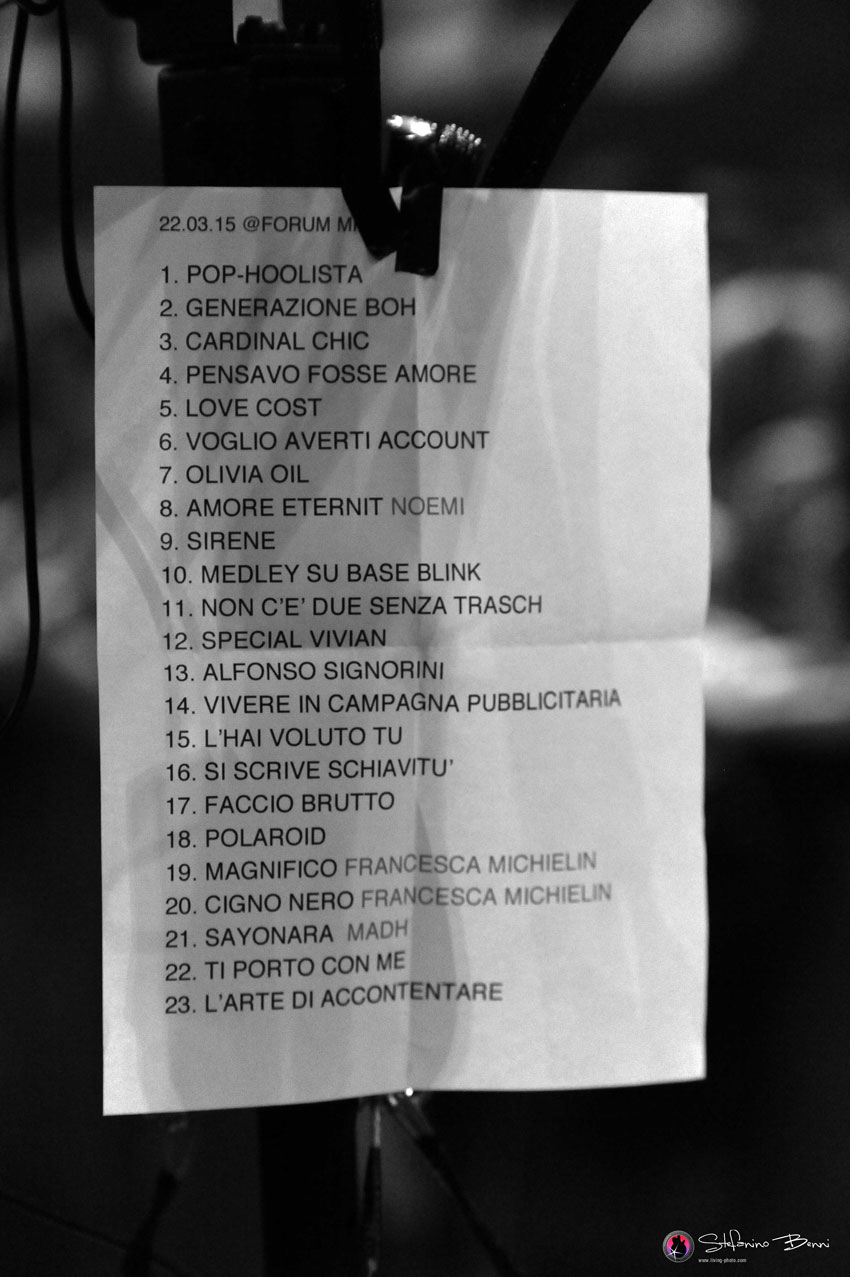 22.03.15 @FORUM
1. POP-HOOLISTA
2. GENERAZIONE BOH
3. CARDINAL CHIC
4. PENSAVO FOSSE AMORE
5. LOVE COST
6. VOGLIO AVERTI ACCOUNT
7. OLIVIA OIL
8. AMORE ETERNIT NOEMI
9. SIRENE
10. MEDLEY SU BASE BLINK
11. NON C'E' DUE SENZA TRASCH
12. SPECIAL VIVIAN
13. ALFONSO SIGNORINI
14. VIVERE IN CAMPAGNA PUBBLICITARIA
15. L'HAI VOLUTO TU
16. SI SCRIVE SCHIAVITU'
17. FACCIO BRUTTO
18. POLAROID
19. MAGNIFICO FRANCESCA MICHIELIN
20. CIGNO NERO FRANCESCA MICHIELIN
21. SAYONARA MADH
22. TI PORTO CON ME
23. L'ARTE DI ACCONTENTARE
Stefanino Benni
www.living-photo.com